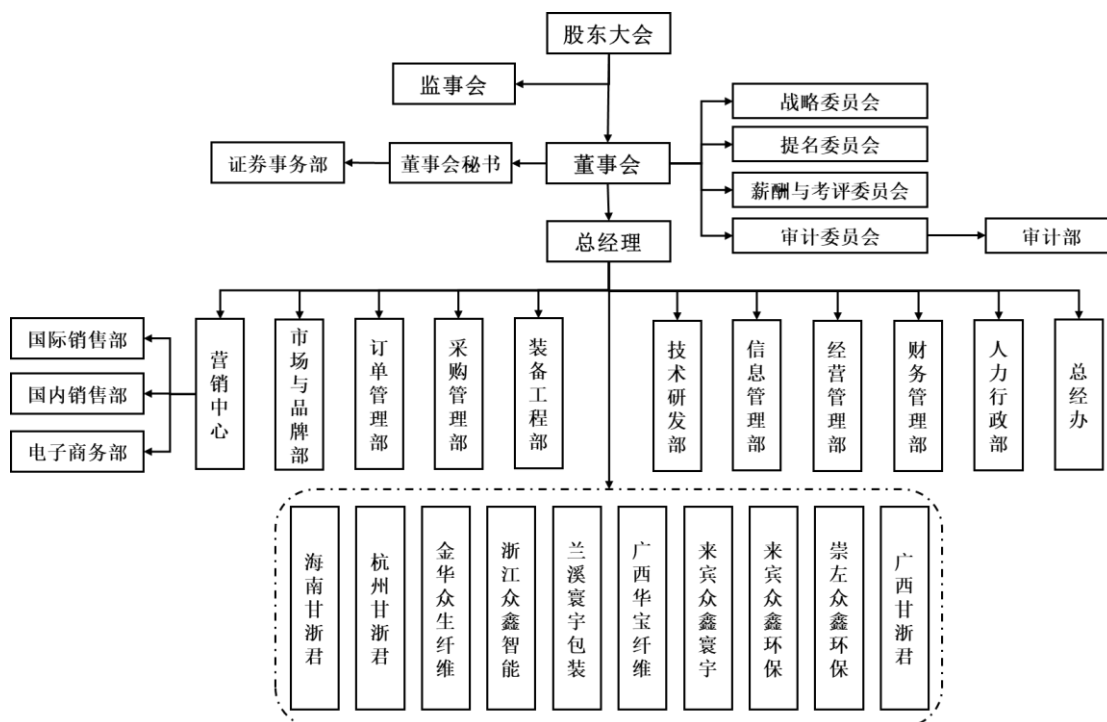 股东大会
监事会
战略委员会
提名委员会
证券事务部
董事会秘书
董事会
薪酬与考评委员会
总经理
审计委员会
审计部
国际销售部
国内销售部
电子商务部
营销中心
市场与品牌部
订单管理部
采购管理部
装备工程部
技术研发部
信息管理部
经营管理部
财务管理部
人力行政部
总经办
海南甘浙君
杭州甘浙君
金华众生纤维
浙江众鑫智能
兰溪寰宇包装
广西华宝纤维
来宾众鑫寰宇
来宾众鑫环保
崇左众鑫环保
广西甘浙君